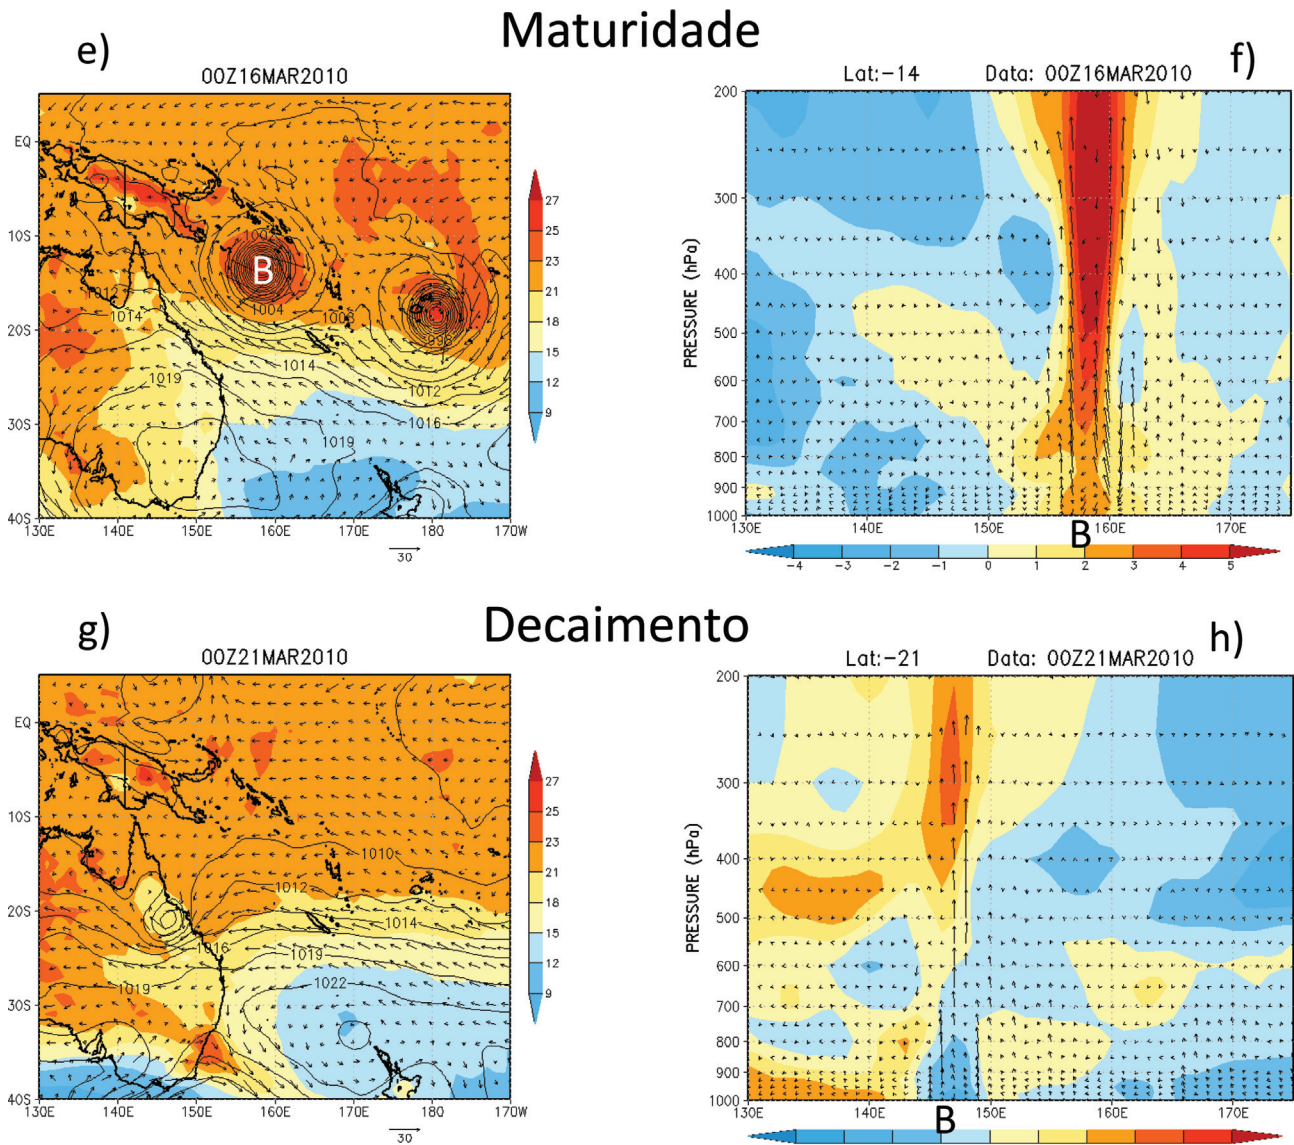 Maturidade
e)
00Z16MAR2010
EQ
10S
20S
30S
40S
130E 140E 150E 160E 170E 180 170W
30
1004
1012
1014
1004
1008
998
1014
1019
1012
1016
1019
B
27
25
23
21
18
15
12
9
f)
Lat:-14 Data: 00Z16MAR2010
PRESSURE (hPa)
200
300
400
500
600
700
800
900
1000
130E 140E 150E 160E 170E
B
-4 -3 -2 -1 0 1 2 3 4 5
Decaimento
g)
00Z21MAR2010
EQ
10S
20S
30S
40S
130E 140E 150E 160E 170E 180 170W
30
1010
1012
1014
1016
1019
1019
1022
27
25
23
21
18
15
12
9
h)
Lat:-21 Data: 00Z21MAR2010
PRESSURE (hPa)
200
300
400
500
600
700
800
900
1000
130E 140E 150E 160E 170E
B